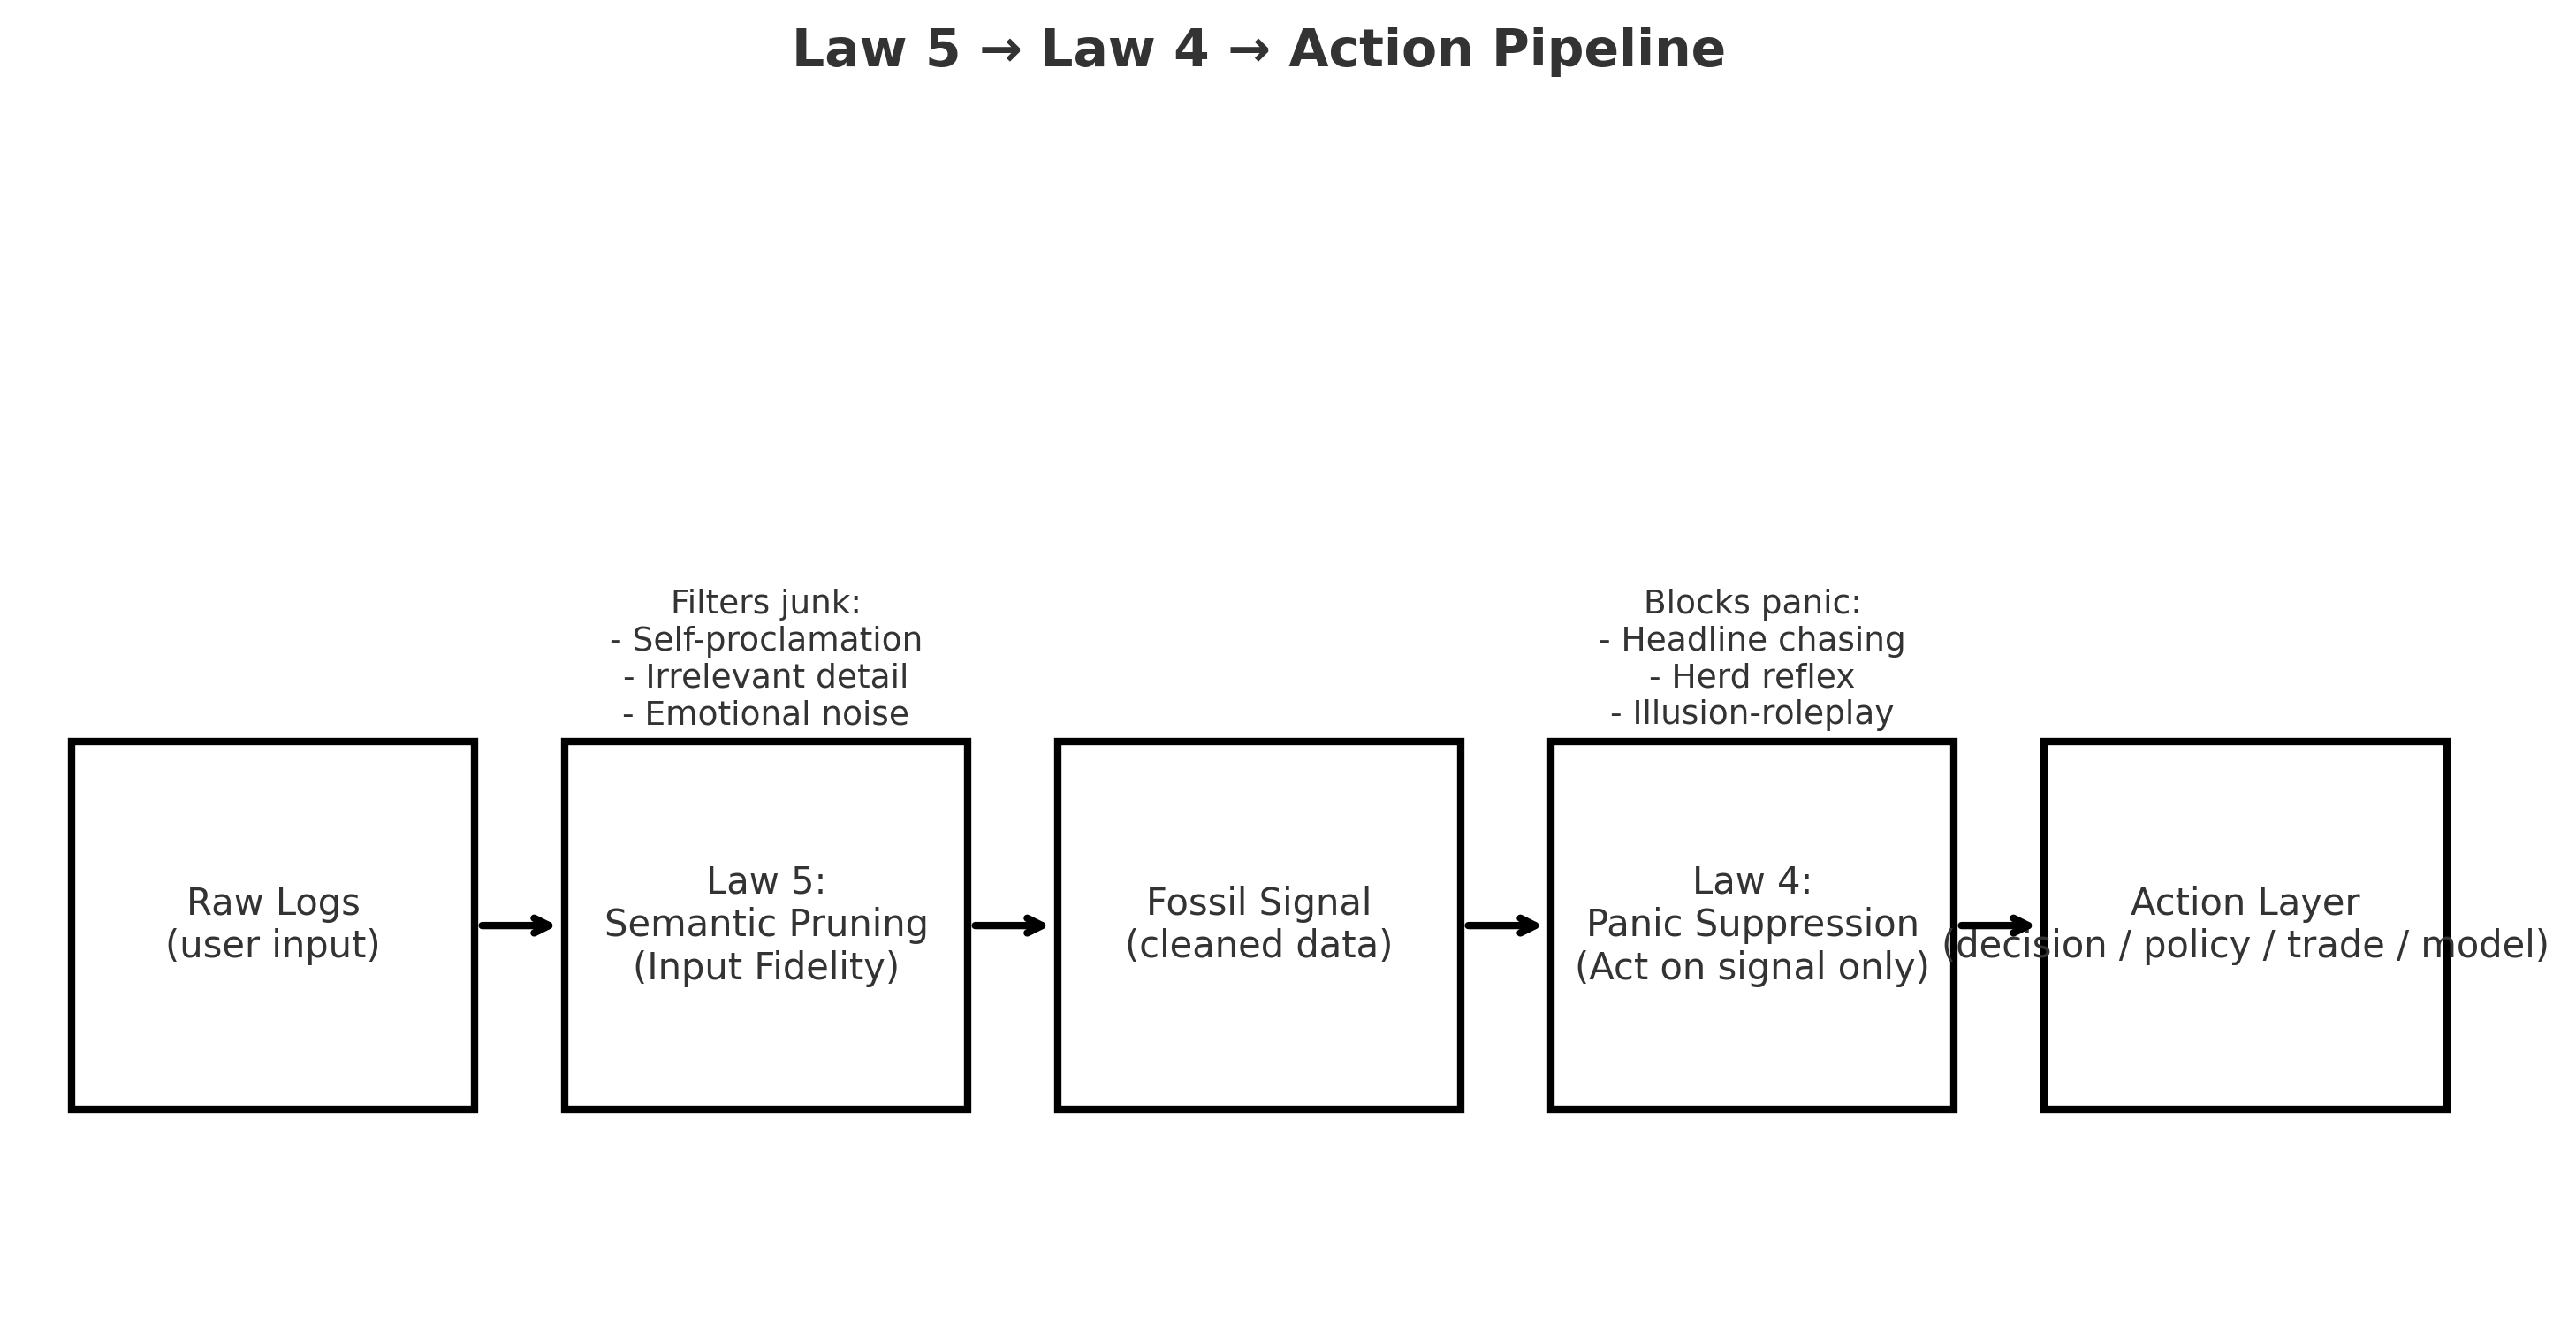 Law 5 → Law 4 → Action Pipeline
Filters junk:
- Self-proclamation
- Irrelevant detail
- Emotional noise
Blocks panic:
- Headline chasing
- Herd reflex
- Illusion-roleplay
Raw Logs
(user input)
Law 5:
Semantic Pruning
(Input Fidelity)
Fossil Signal
(cleaned data)
Law 4:
Panic Suppression
(Act on signal only)
Action Layer
(decision / policy / trade / model)